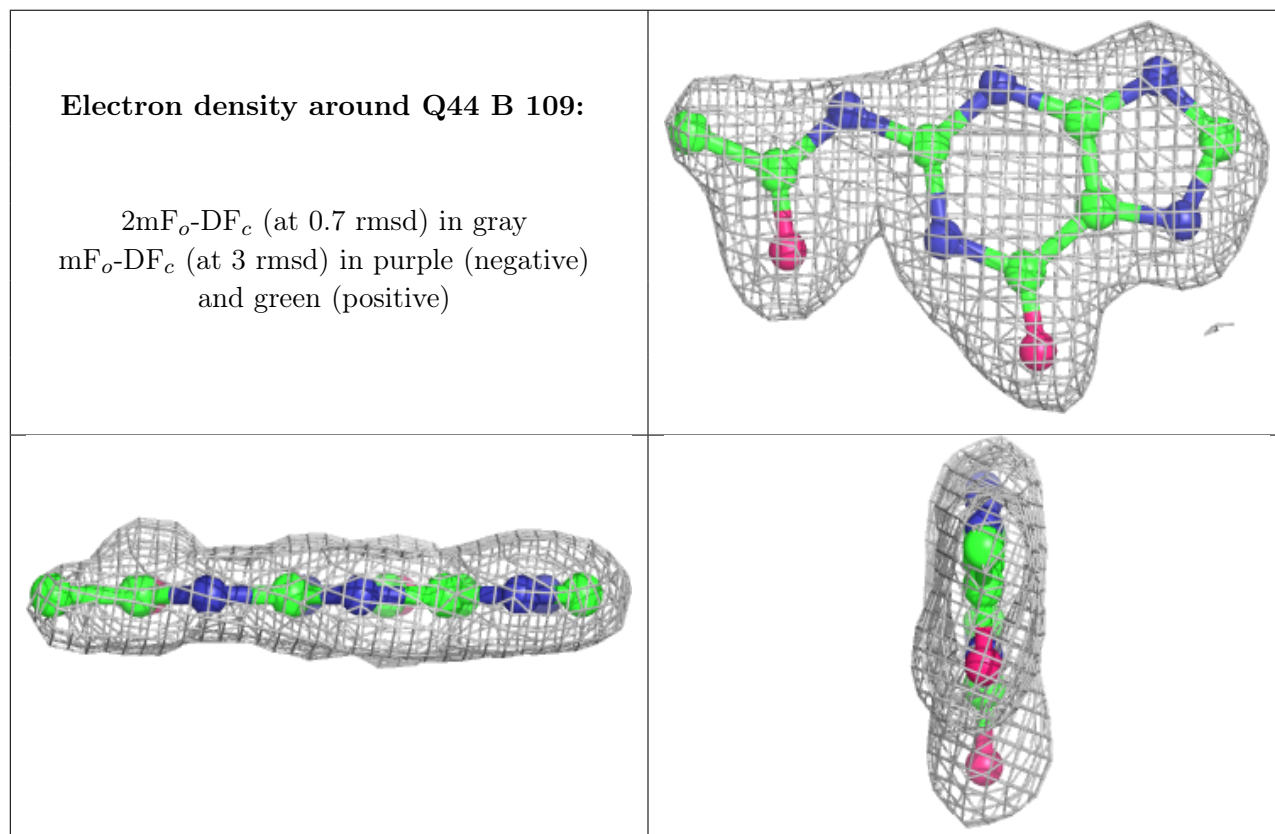 Electron density around Q44 B 109:
2mFo-DFc (at 0.7 rmsd) in gray
mFo-DFc (at 3 rmsd) in purple (negative)
and green (positive)